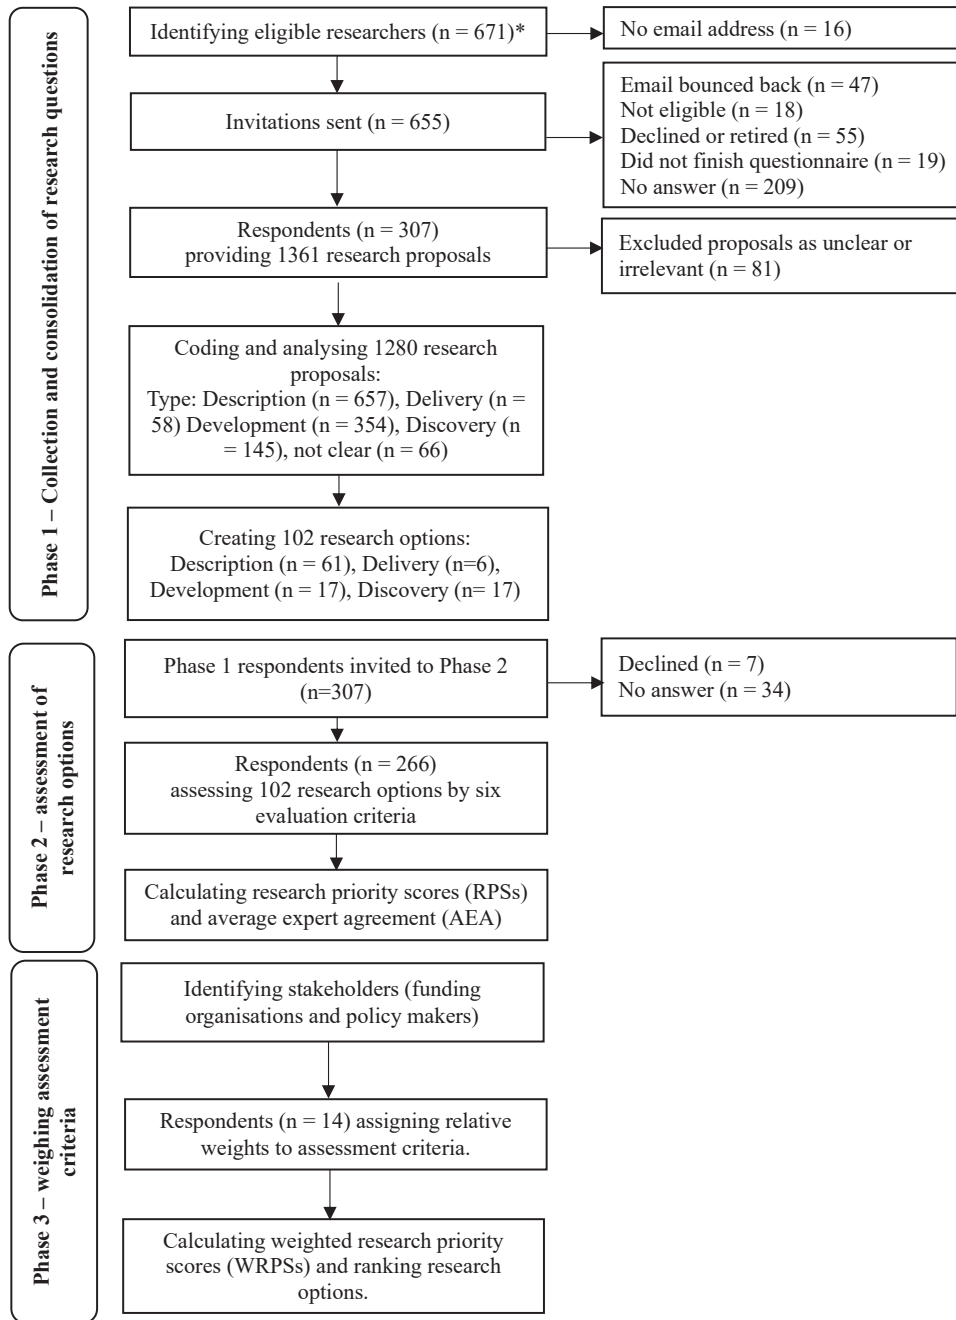 Phase 1 – Collection and consolidation of research questions
Identifying eligible researchers (n = 671)*
No email address (n = 16)
Invitations sent (n = 655)
Email bounced back (n = 47)
Not eligible (n = 18)
Declined or retired (n = 55)
Did not finish questionnaire (n = 19)
No answer (n = 209)
Respondents (n = 307)
providing 1361 research proposals
Excluded proposals as unclear or
irrelevant (n = 81)
Coding and analysing 1280 research
proposals:
Type: Description (n = 657), Delivery (n =
58) Development (n = 354), Discovery (n
= 145), not clear (n = 66)
Creating 102 research options:
Description (n = 61), Delivery (n=6),
Development (n = 17), Discovery (n= 17)
Phase 2 – assessment of
research options
Phase 1 respondents invited to Phase 2
(n=307)
Declined (n = 7)
No answer (n = 34)
Respondents (n = 266)
assessing 102 research options by six
evaluation criteria
Calculating research priority scores (RPSs)
and average expert agreement (AEA)
Phase 3 – weighing assessment
criteria
Identifying stakeholders (funding
organisations and policy makers)
Respondents (n = 14) assigning relative
weights to assessment criteria.
Calculating weighted research priority
scores (WRPSs) and ranking research
options.